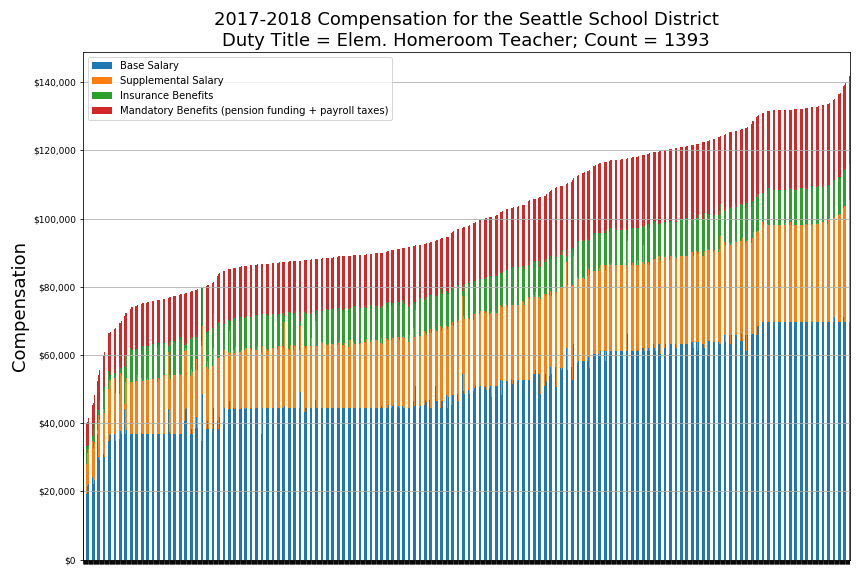 2017-2018 Compensation for the Seattle School District
Duty Title = Elem. Homeroom Teacher; Count = 1393
Base Salary
Supplemental Salary
Insurance Benefits
Mandatory Benefits (pension funding + payroll taxes)
$140,000
$120,000
$100,000
$80,000
$60,000
$40,000
$20,000
$0
Compensation